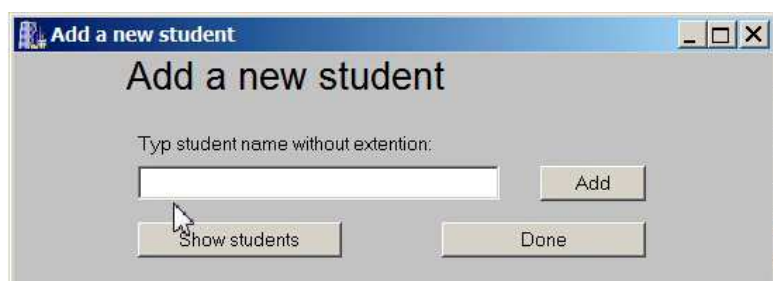 Add a new student
Add a new student
Typ student name without extention:
Add
Show students
Done